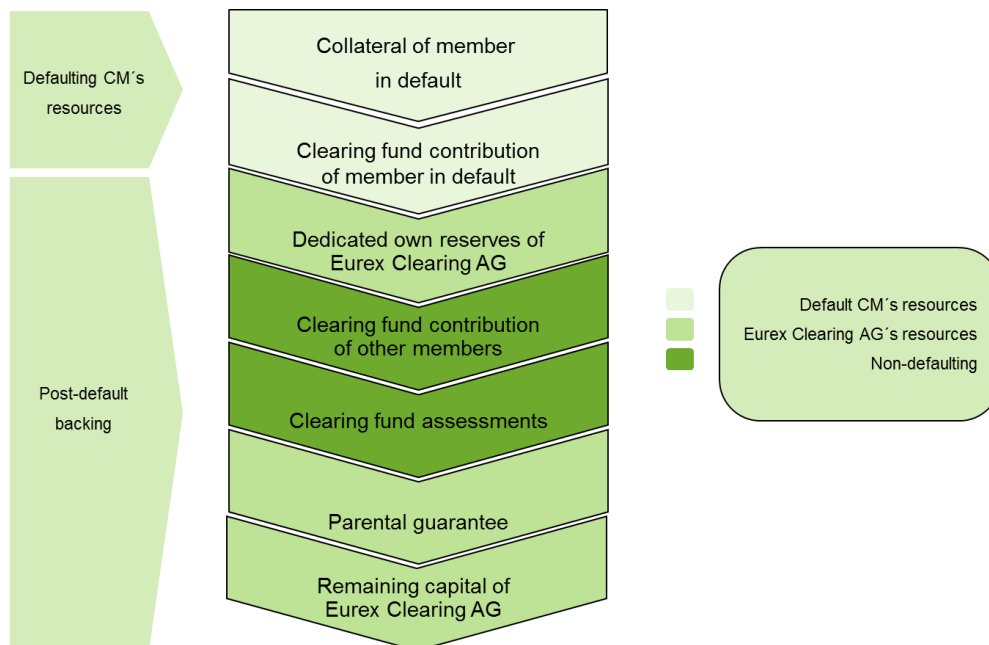 Defaulting CM´s
resources
Post-default
backing
Collateral of member
in default
Clearing fund contribution
of member in default
Dedicated own reserves of
Eurex Clearing AG
Clearing fund contribution
of other members
Clearing fund assessments
Parental guarantee
Remaining capital of
Eurex Clearing AG
Default CM´s resources
Eurex Clearing AG´s resources
Non-defaulting